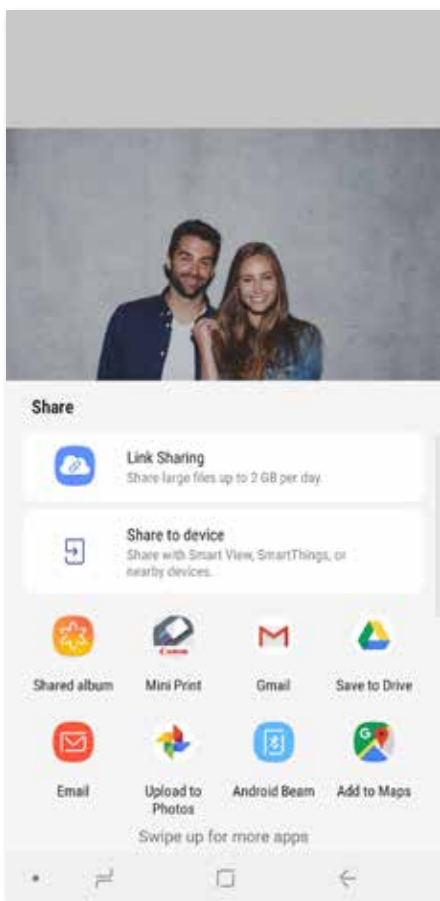 Share
Link Sharing
Share large files up to 2 GB per day.
Share to device
Share with Smart View, SmartThings, or
nearby devices.
Canon
Shared album
Mini Print
Gmail
Save to Drive
G
Email
Upload to
Photos
Android Beam
Add to Maps
Swipe up for more apps